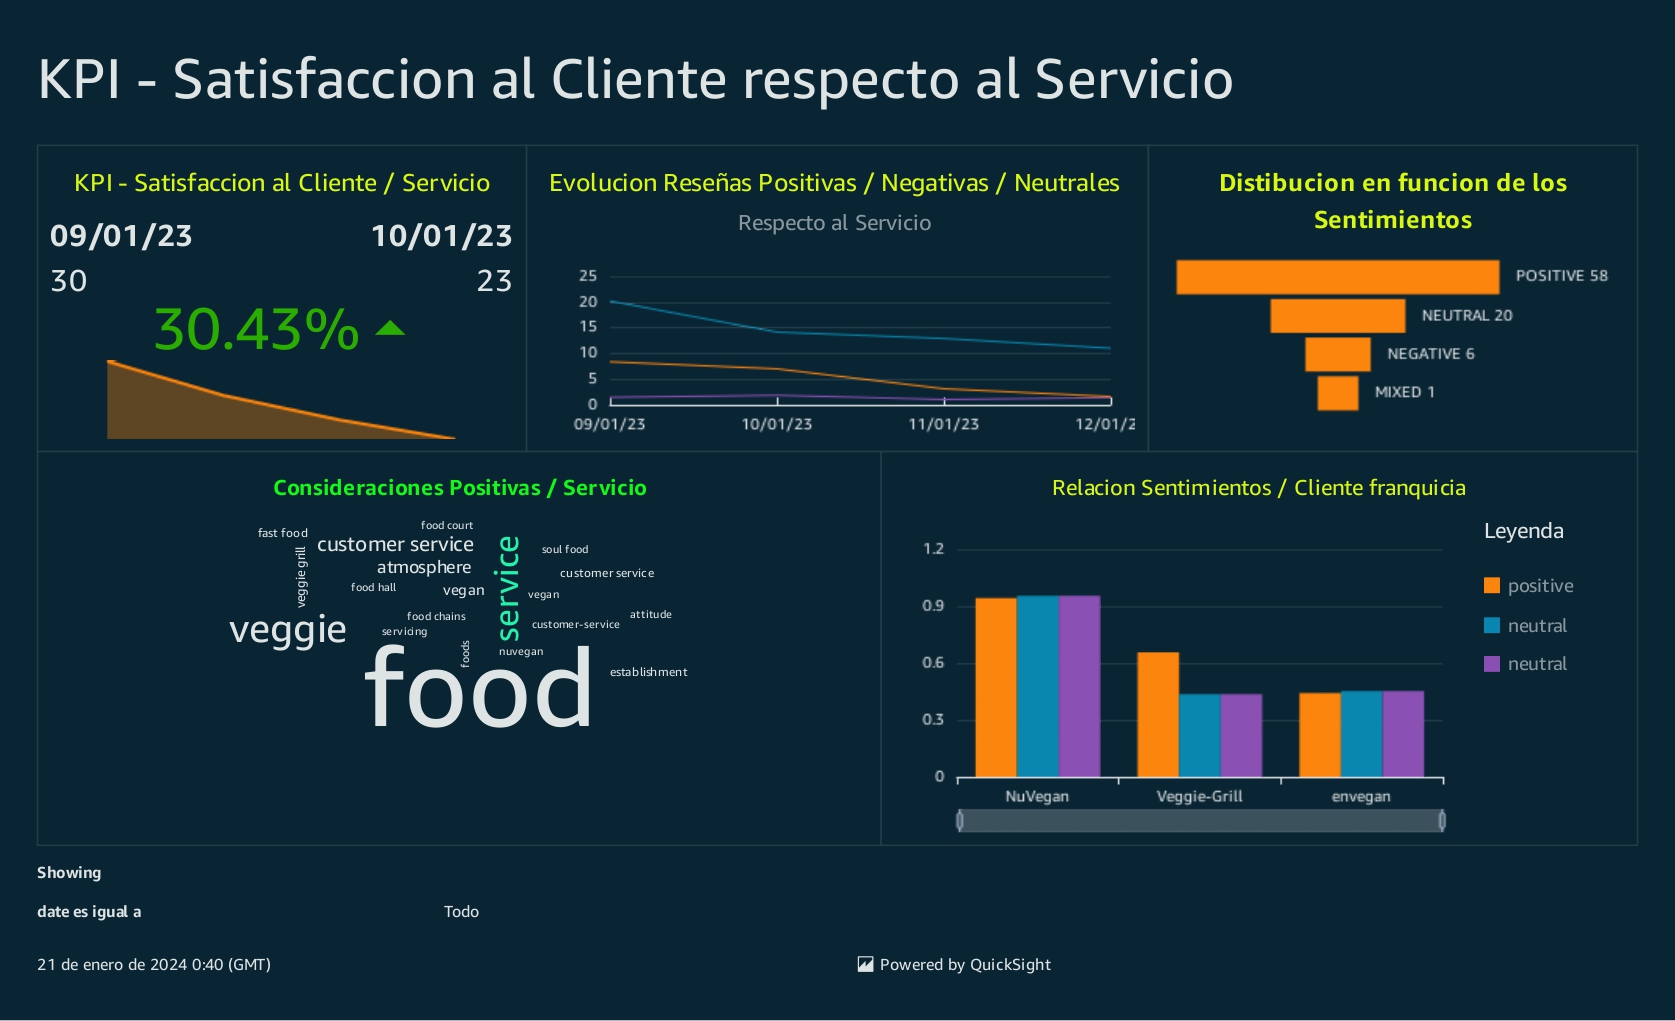 KPI - Satisfaccion al Cliente respecto al Servicio
KPI - Satisfaccion al Cliente / Servicio
09/01/23
10/01/23
30
23
30.43%
Evolucion Reseñas Positivas / Negativas / Neutrales
Respecto al Servicio
25
20
15
10
5
0
09/01/23
10/01/23
11/01/23
12/01/2
Distibucion en funcion de los
Sentimientos
POSITIVE 58
NEUTRAL 20
NEGATIVE 6
MIXED 1
Consideraciones Positivas / Servicio
food court
fast food
customer service
soul food
atmosphere
customer service
veggie grill
food hall
vegan
vegan
service
food chains
attitude
customer-service
servicing
veggie
foods
nuvegan
establishment
food
Relacion Sentimientos / Cliente franquicia
1.2
0.9
0.6
0.3
0
NuVegan
Veggie-Grill
envegan
Leyenda
positive
neutral
neutral
Showing
date es igual a
Todo
21 de enero de 2024 0:40 (GMT)
Powered by QuickSight